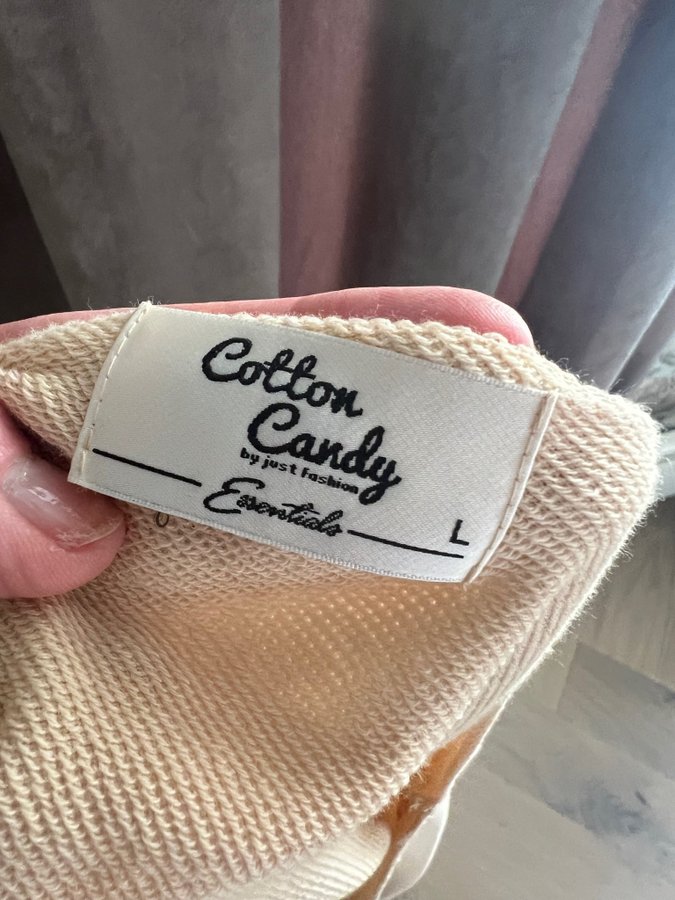 Cotton
Candy
by just Fashion
Essentials
L